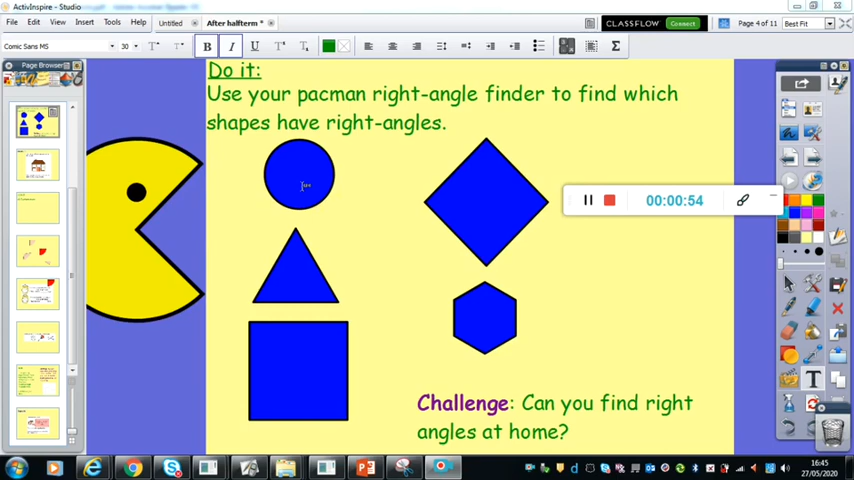 ActivInspire - Studio
File Edit View Insert Tools Help
Untitled
After halfterm *
CLASSFLOW
Connect
Page 4 of 11
Best Fit
Comic Sans MS
30
B I U
Page Browser
Do it:
Use your pacman right-angle finder to find which
shapes have right-angles.
00:00:54
Challenge: Can you find right
angles at home?
16:45
27/05/2020